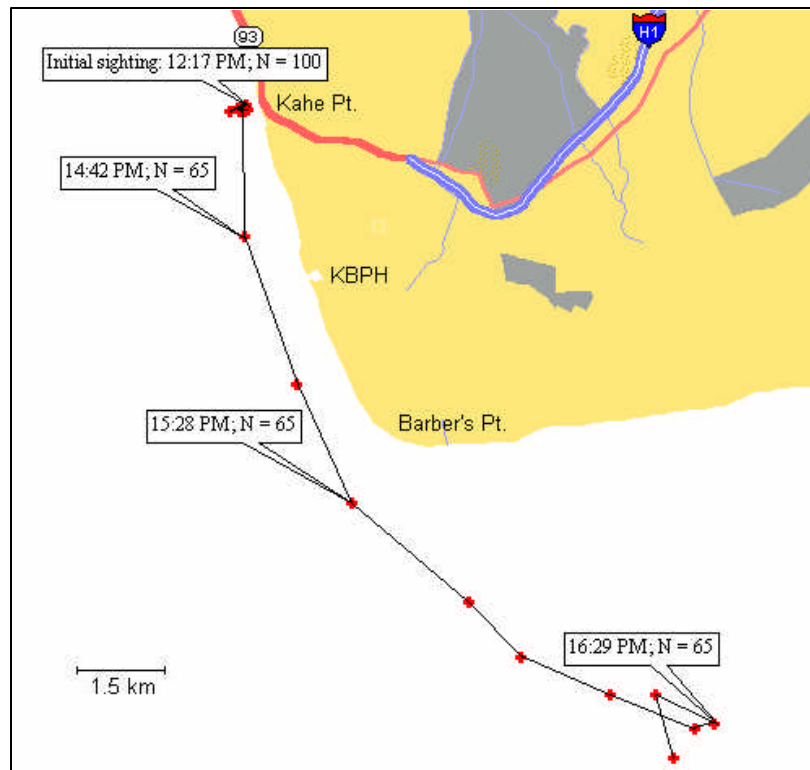 93
H1
Initial sighting: 12:17 PM; N = 100
Kahe Pt.
14:42 PM; N = 65
KBPH
15:28 PM; N = 65
Barber's Pt.
16:29 PM; N = 65
1.5 km